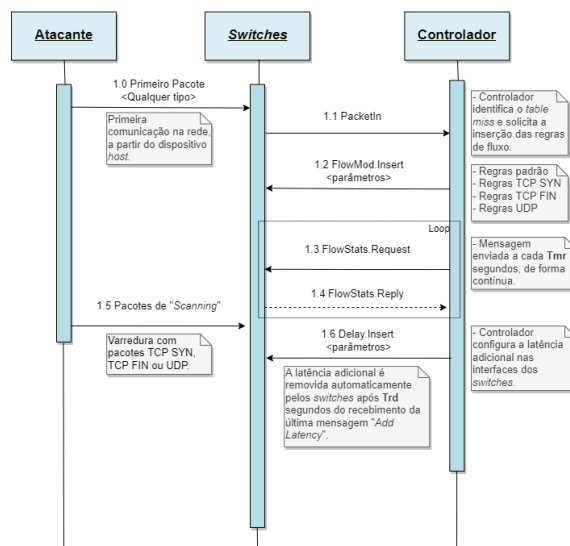 Atacante
Switches
Controlador
1.0 Primeiro Pacote
<Qualquer tipo>
Primeira
comunicação na rede,
a partir do dispositivo
host.
1.1 PacketIn
- Controlador
identifica o table
miss e solicita a
inserção das regras
de fluxo.
1.2 FlowMod.Insert
<parâmetros>
- Regras padrão
- Regras TCP SYN
- Regras TCP FIN
- Regras UDP
Loop
1.3 FlowStats.Request
- Mensagem
enviada a cada Tmr
segundos, de forma
contínua.
1.4 FlowStats.Reply
1.5 Pacotes de "Scanning"
Varredura com
pacotes TCP SYN,
TCP FIN ou UDP.
1.6 Delay.Insert
<parâmetros>
- Controlador
configura a latência
adicional nas
interfaces dos
switches.
A latência adicional é
removida automaticamente
pelos switches após Trd
segundos do recebimento da
última mensagem "Add
Latency".